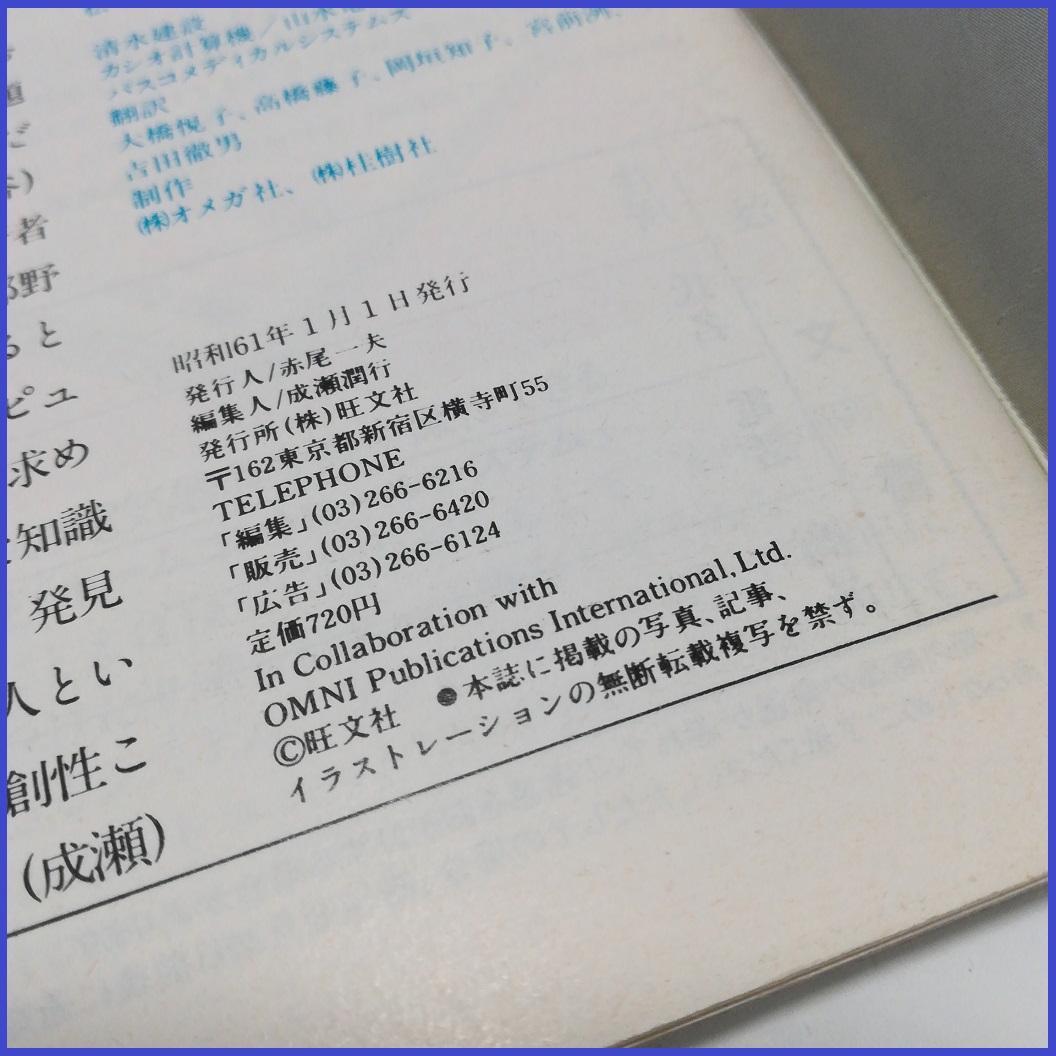 清水建設
カシオ計算機／山水電
パスコメディカルシステムズ
翻訳
大橋悦子、高橋藤子、岡垣知子、宮前
吉田徹男
制作
㈱オメガ社、㈱桂樹社
者
野
ると
ピュ
求め
知識
発見
人とい
創性こ
(成瀬)
昭和61年1月1日発行
発行人/赤尾一夫
編集人/成瀬潤行
発行所(株)旺文社
〒162東京都新宿区横寺町55
TELEPHONE
「編集」(03)266-6216
「販売」(03)266-6420
「広告」(03)266-6124
定価720円
In Collaboration with
OMNI Publications International, Ltd.
©旺文社 ●本誌に掲載の写真、記事、
イラストレーションの無断転載複写を禁ず。